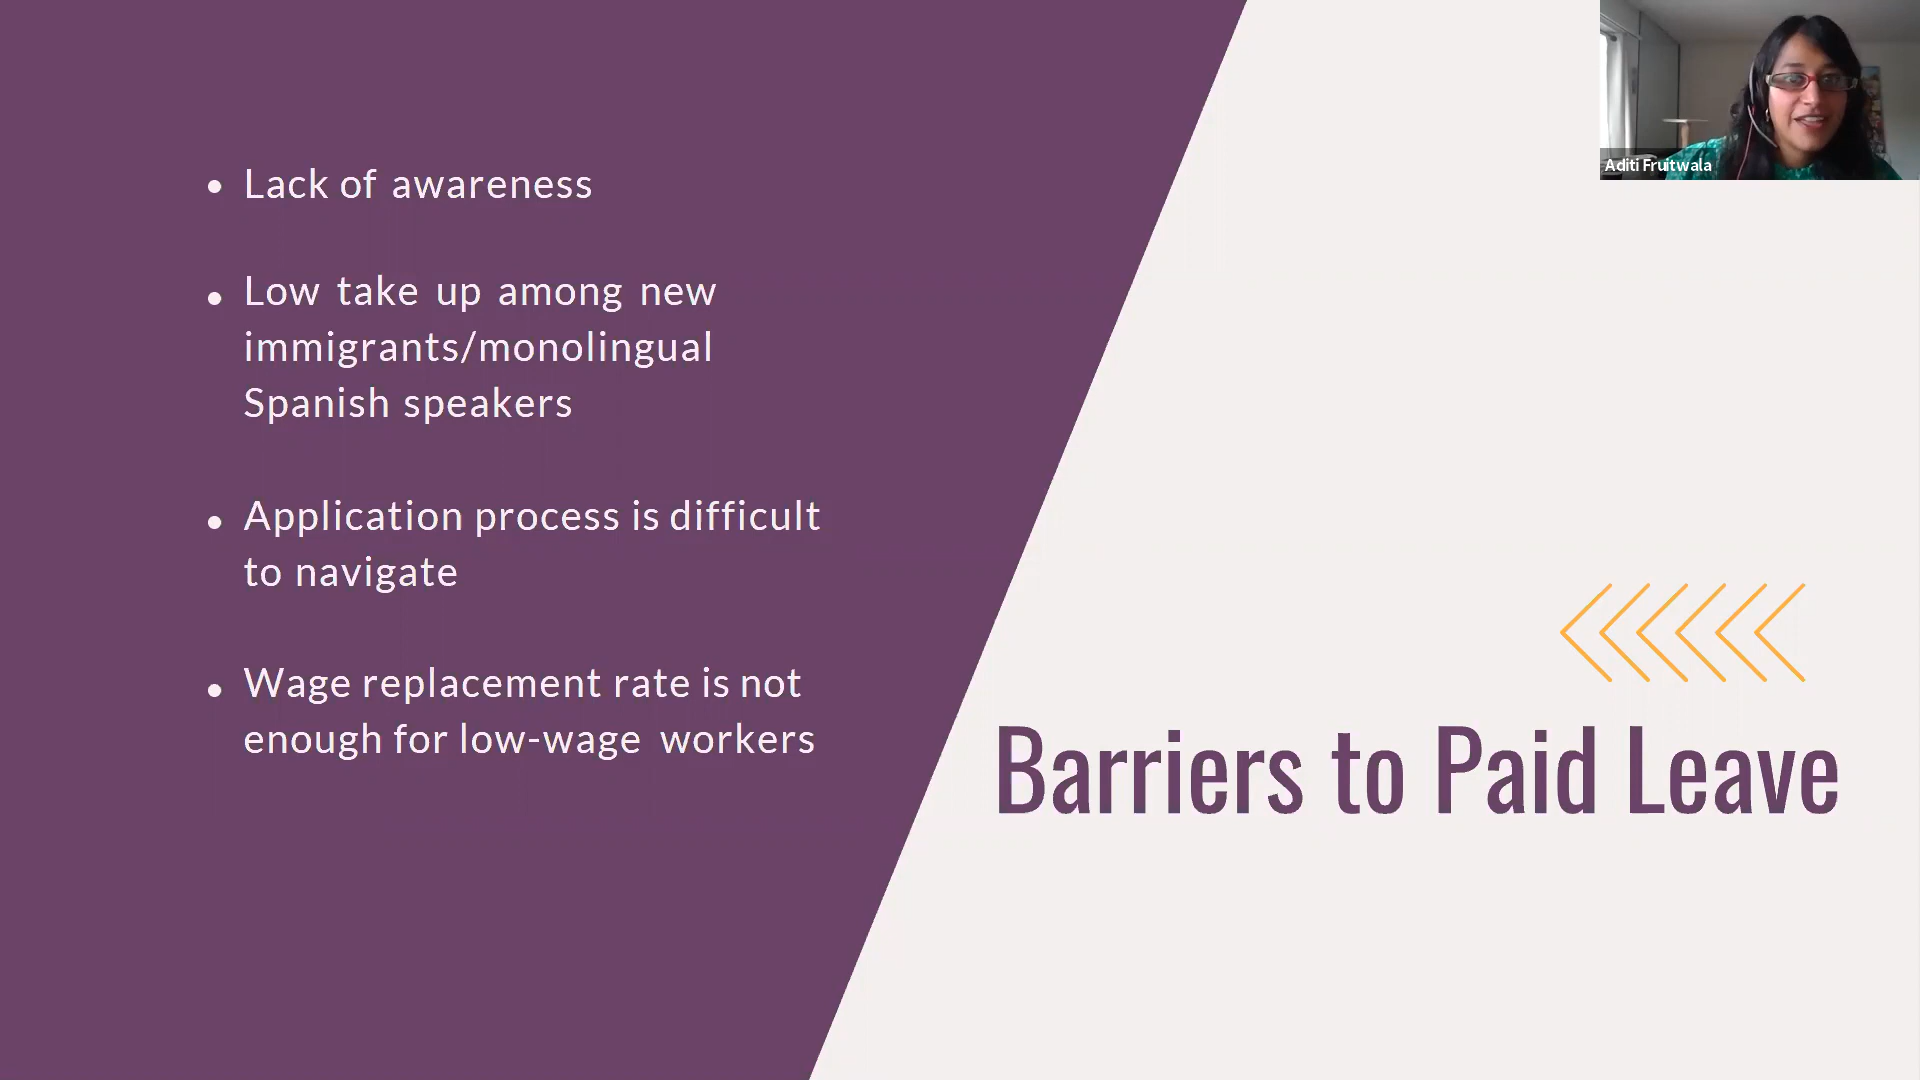 Lack of awareness
Low take up among new
immigrants/monolingual
Spanish speakers
Application process is difficult
to navigate
Wage replacement rate is not
enough for low-wage workers
Barriers to Paid Leave
Aditi Fruitwala